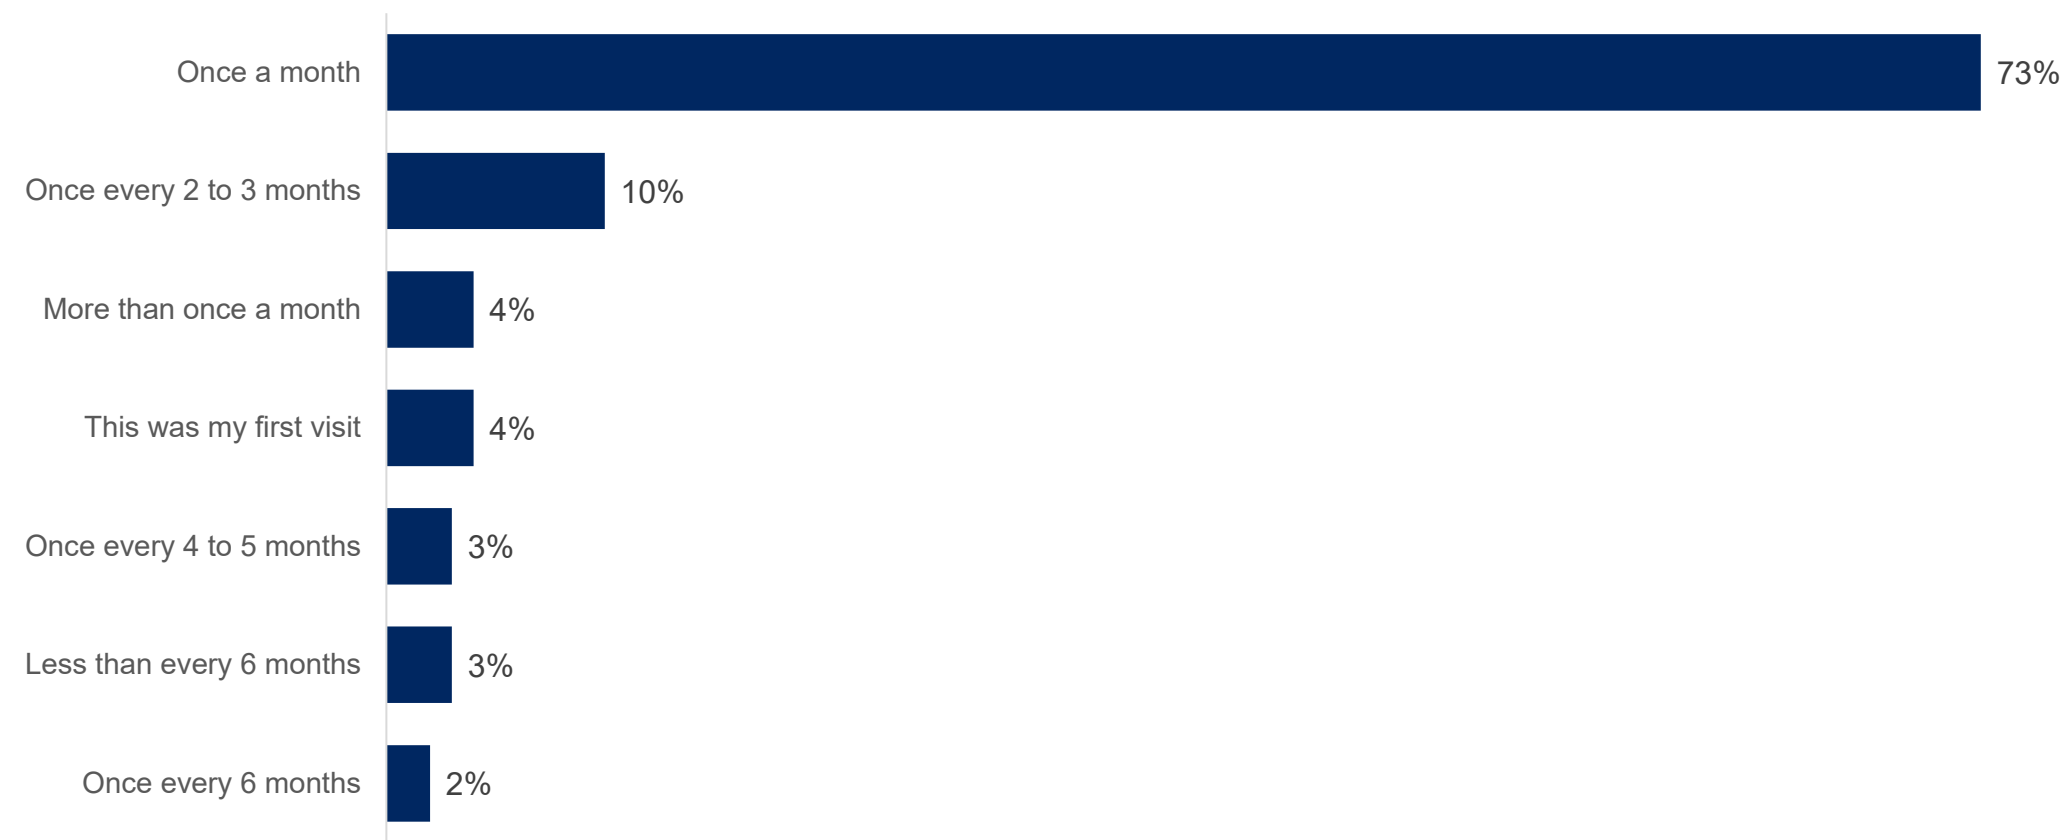 Once a month 73%
Once every 2 to 3 months 10%
More than once a month 4%
This was my first visit 4%
Once every 4 to 5 months 3%
Less than every 6 months 3%
Once every 6 months 2%